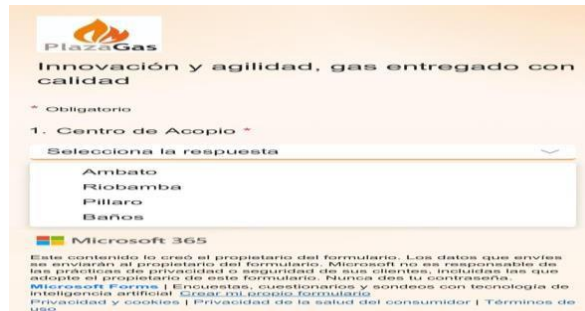 PlazaGas
Innovación y agilidad, gas entregado con
calidad
* Obligatorio
1. Centro de Acopio *
Selecciona la respuesta
Ambato
Riobamba
Pillaro
Baños
Microsoft 365
Este contenido lo creó el propietario del formulario. Los datos que envíes
se enviarán al propietario del formulario. Microsoft no es responsable de
las prácticas de privacidad o seguridad de sus clientes, incluidas las que
adopte el propietario de este formulario. Nunca des tu contraseña.
Microsoft Forms | Encuestas, cuestionarios y sondeos con tecnología de
inteligencia artificial Crear mi propio formulario
Privacidad y cookies | Privacidad de la salud del consumidor | Términos de
uso